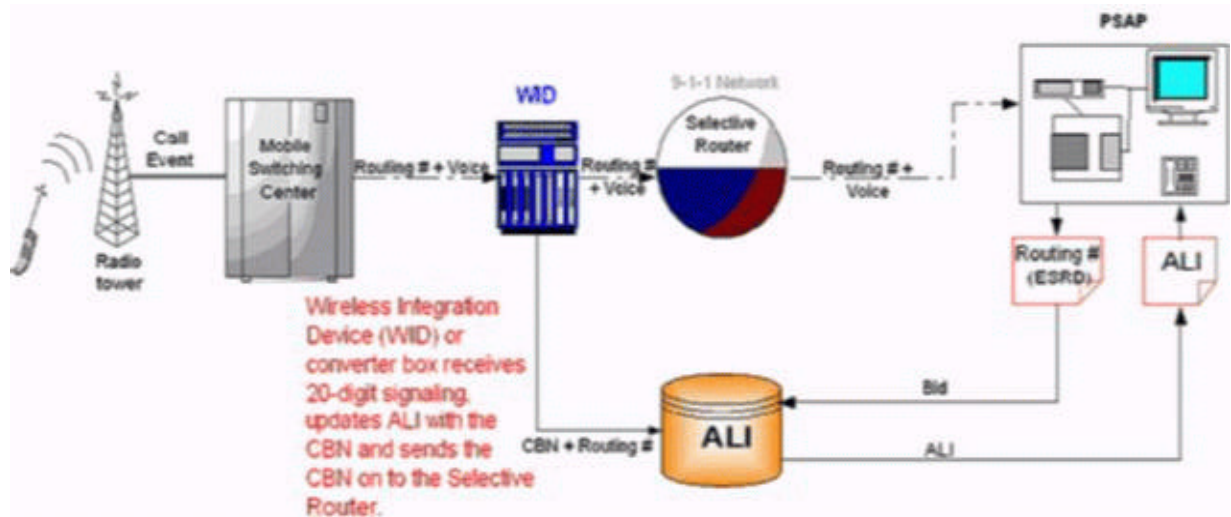 PSAP
9-1-1 Network
WID
Selective
Router
Call
Event
Mobile
Switching
Center
Routing # + Voice
Routing #
+ Voice
Routing # +
Voice
Radio
tower
Routing #
(ESRD)
ALI
Wireless Integration
Device (WID) or
converter box receives
20-digit signaling,
updates ALI with the
CBN and sends the
CBN on to the Selective
Router.
Bid
ALI
CBN + Routing #
ALI